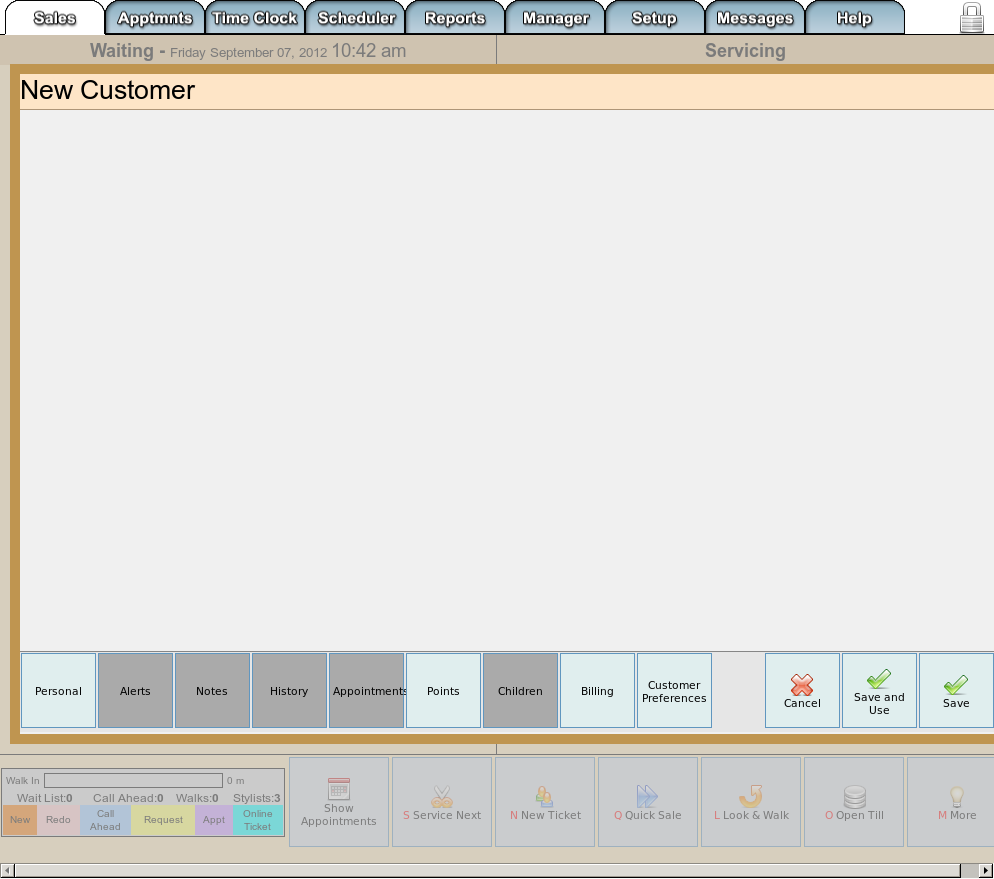 Sales Apptmnts Time Clock Scheduler Reports Manager Setup Messages Help
Waiting - Friday September 07, 2012 10:42 am Servicing
New Customer
Personal Alerts Notes History Appointments Points Children Billing
Customer
Preferences
Cancel
Save and
Use
Save
Walk In 0 m
Wait List:0 Call Ahead:0 Walks:0 Stylists:3
New Redo
Call
Ahead
Request Appt
Online
Ticket
Show
Appointments
S Service Next N New Ticket Q Quick Sale L Look & Walk O Open Till M More